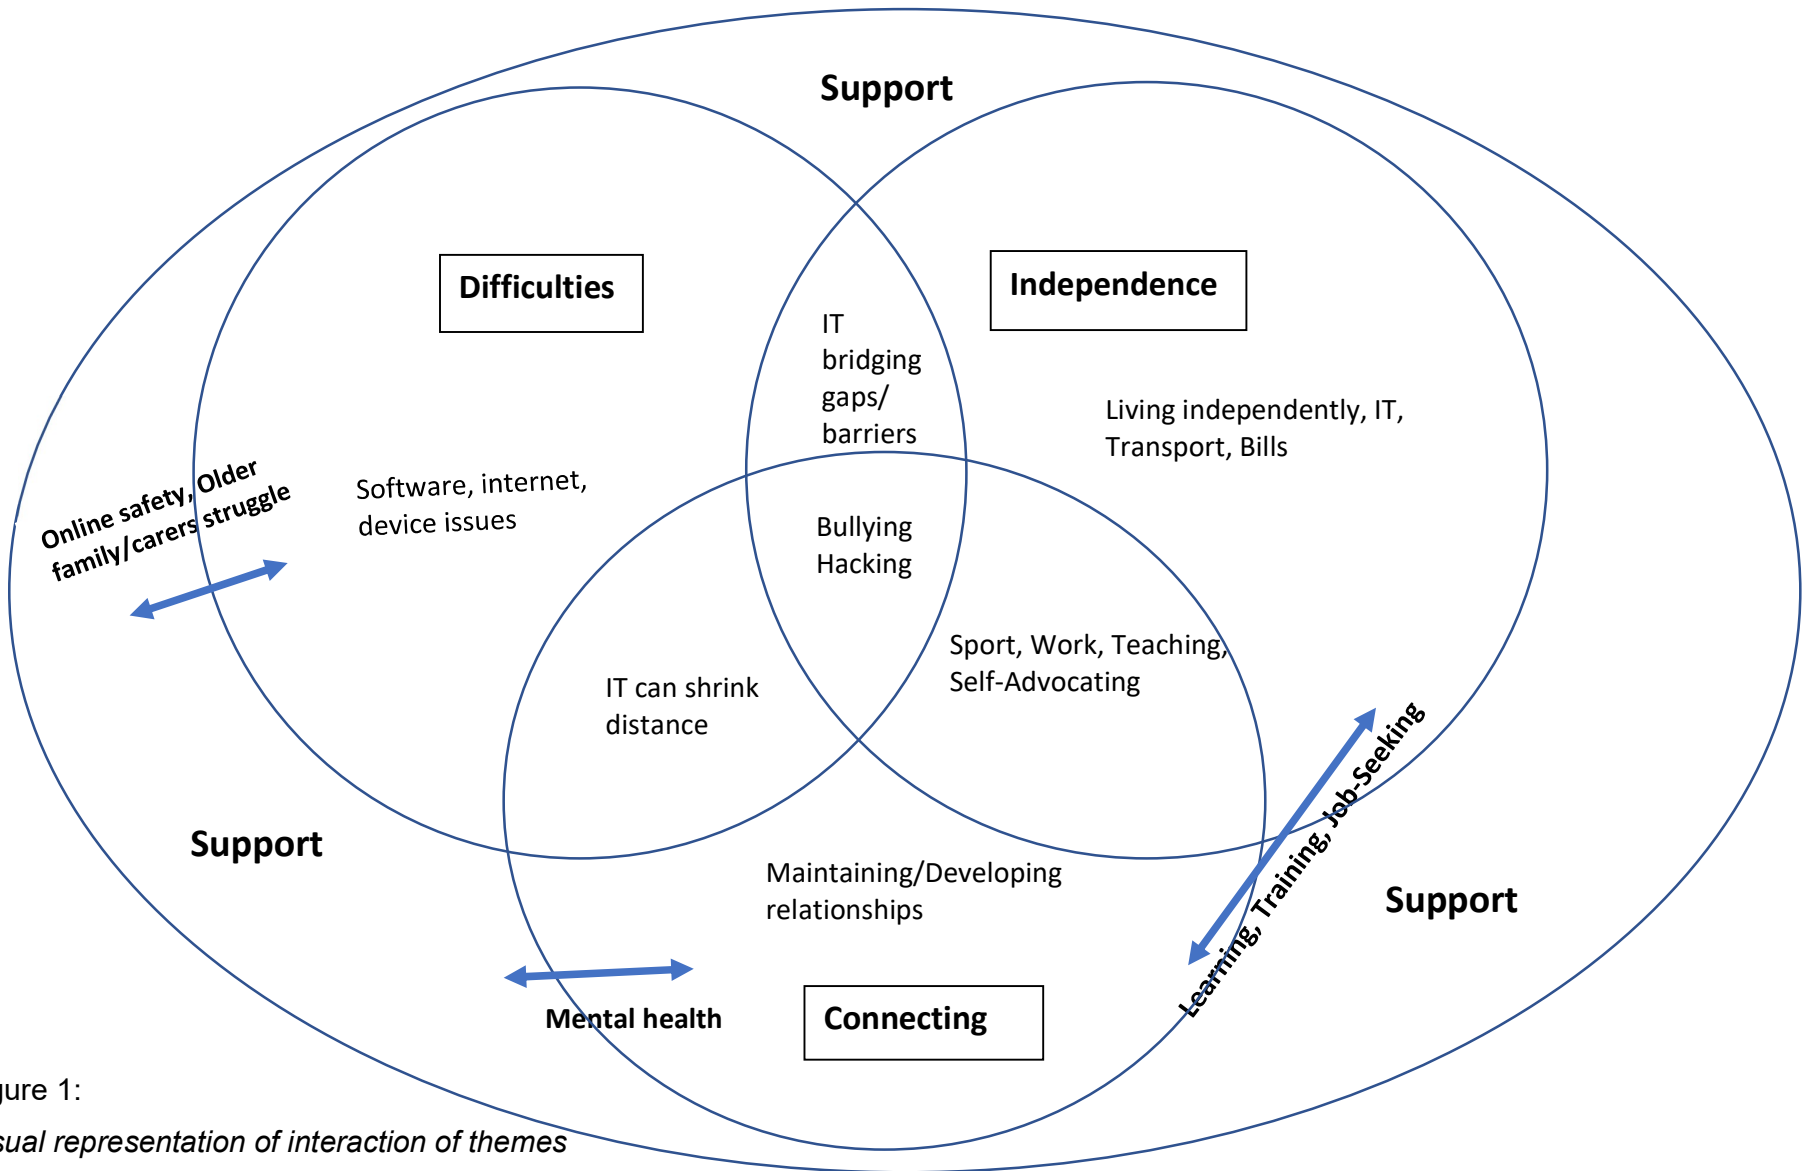 Support
Difficulties
Independence
IT
bridging
gaps/
barriers
Living independently, IT,
Transport, Bills
Online safety, Older
family/carers struggle
Software, internet,
device issues
Bullying
Hacking
Sport, Work, Teaching,
Self-Advocating
IT can shrink
distance
Learning, Training, Job-Seeking
Support
Maintaining/Developing
relationships
Support
Mental health
Connecting
gure 1:
sual representation of interaction of themes